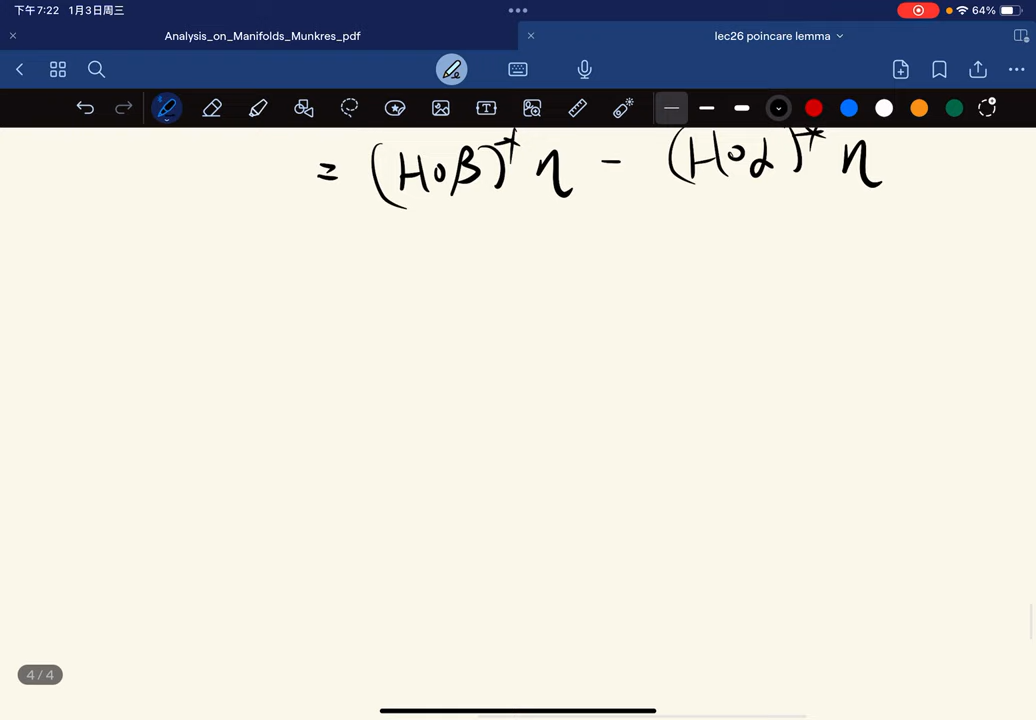 下午7:22 1月3日周三
64%
Analysis_on_Manifolds_Munkres_pdf
lec26 poincare lemma
= (H∘β)* η - (H∘α)* η
4 / 4